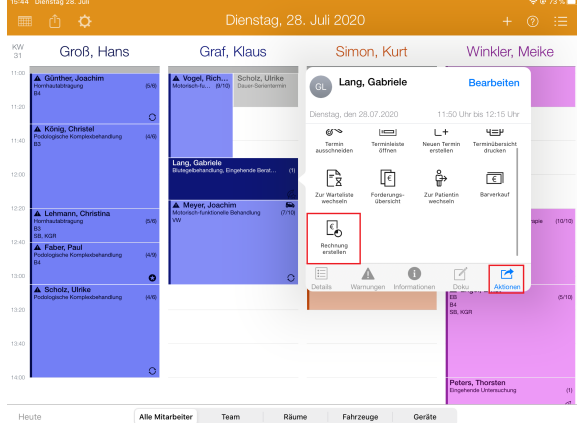 15:44 Dienstag 28. Juli
73 %
Dienstag, 28. Juli 2020
KW
31
Groß, Hans
Graf, Klaus
Simon, Kurt
Winkler, Meike
11:00
11:20
11:40
12:00
12:20
12:40
13:00
13:20
13:40
14:00
Günther, Joachim
Hornhautabtragung (5/6)
B4
König, Christel
Podologische Komplexbehandlung (4/6)
B3
Lehmann, Christina
Hornhautabtragung (5/6)
B3
SB, KGR
Faber, Paul
Podologische Komplexbehandlung (4/9)
B4
Scholz, Ulrike
Podologische Komplexbehandlung (4/6)
Vogel, Rich...
Motorisch-fu... (9/10)
Scholz, Ulrike
Dauer-Serientermin
Lang, Gabriele
Blutegelbehandlung, Eingehende Berat... (1)
Meyer, Joachim
Motorisch-funktionelle Behandlung (7/10)
VW
GL
Lang, Gabriele
Bearbeiten
Dienstag, den 28.07.2020
11:50 Uhr bis 12:15 Uhr
Termin
ausschneiden
Terminleiste
öffnen
Neuen Termin
erstellen
Terminübersicht
drucken
Zur Warteliste
wechseln
Forderungs-
übersicht
Zur Patientin
wechseln
Barverkauf
Rechnung
erstellen
Details
Warnungen
Informationen
Doku
Aktionen
(10/10)
EB (5/10)
B4
SB, KGR
Peters, Thorsten
Eingehende Untersuchung (1)
Heute
Alle Mitarbeiter
Team
Räume
Fahrzeuge
Geräte